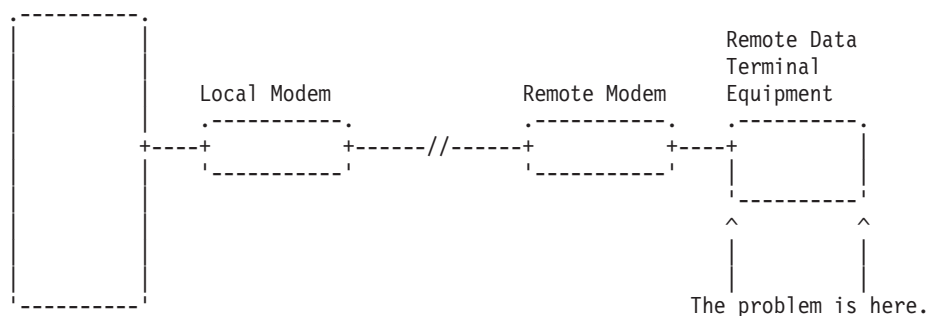 Remote Data
Terminal
Equipment
Local Modem
Remote Modem
The problem is here.